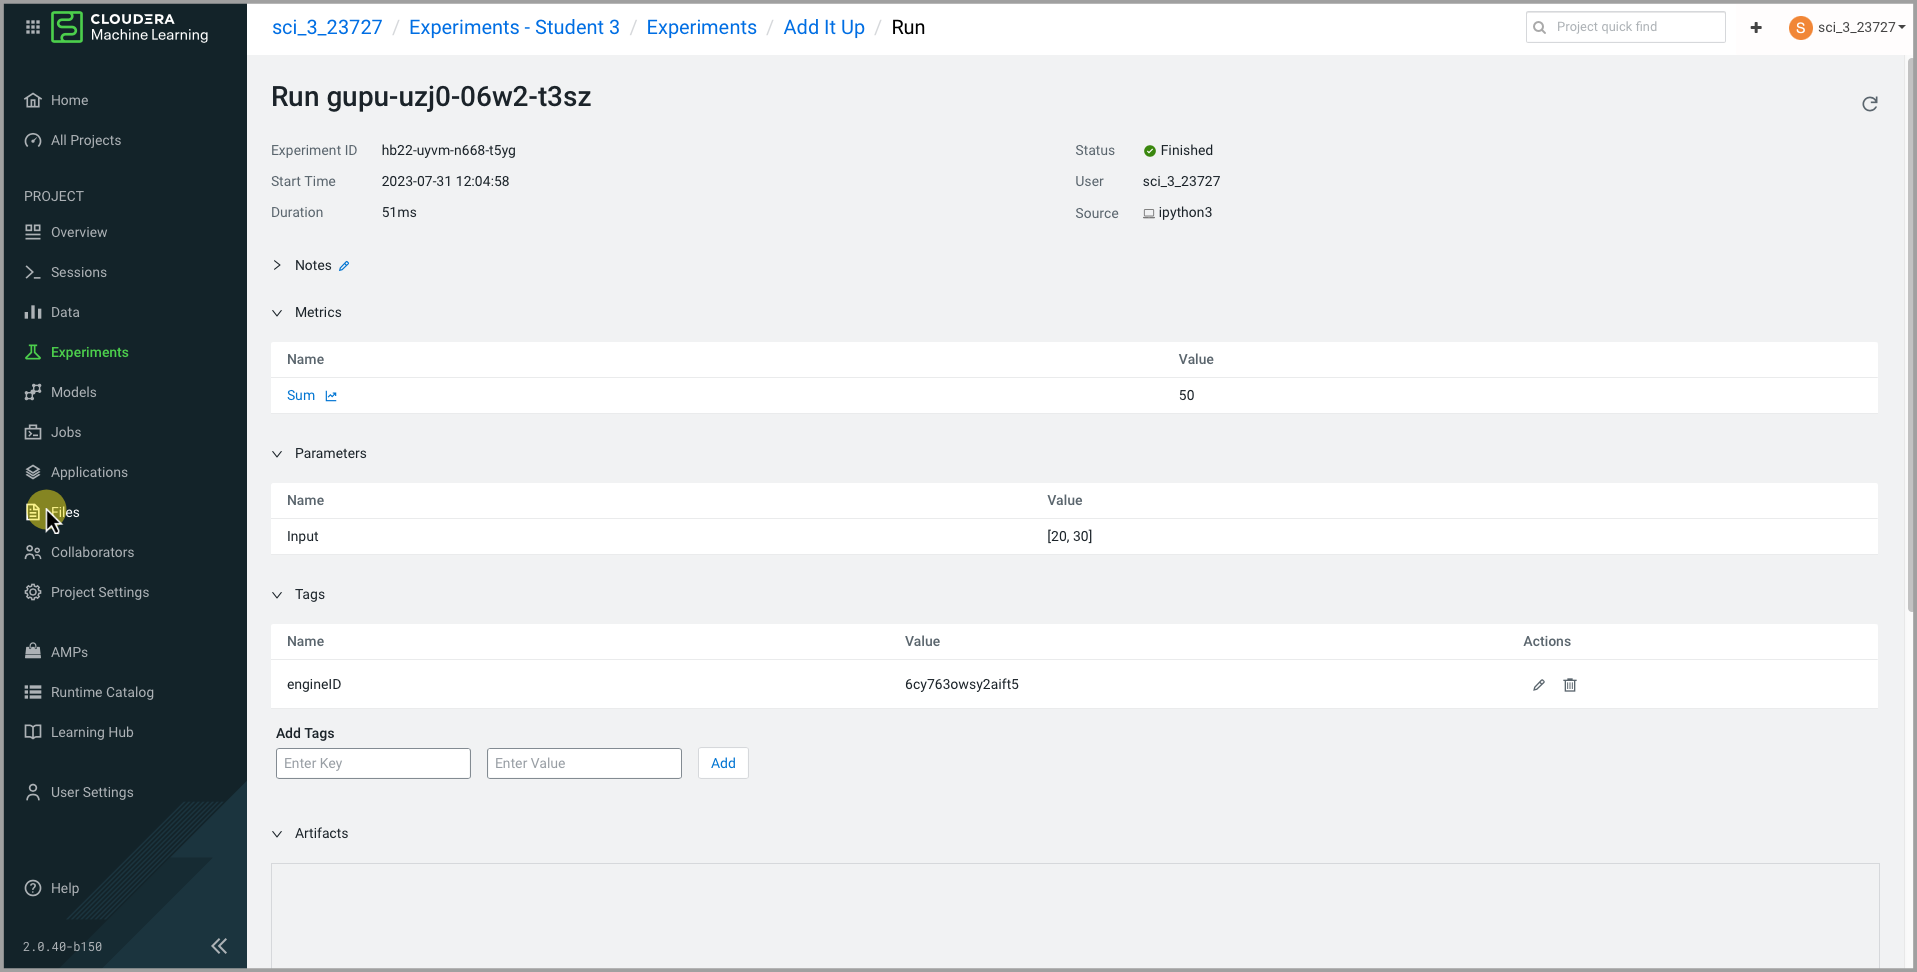 CLOUDERA
Machine Learning
sci_3_23727 / Experiments - Student 3 / Experiments / Add It Up / Run
Project quick find
+
S sci_3_23727
Home
All Projects
PROJECT
Overview
Sessions
Data
Experiments
Models
Jobs
Applications
Files
Collaborators
Project Settings
AMPs
Runtime Catalog
Learning Hub
User Settings
Help
2.0.40-b150
Run gupu-uzj0-06w2-t3sz
Experiment ID hb22-uyvm-n668-t5yg
Start Time 2023-07-31 12:04:58
Duration 51ms
Status Finished
User sci_3_23727
Source ipython3
Notes
Metrics
Name Value
Sum 50
Parameters
Name Value
Input [20, 30]
Tags
Name Value Actions
engineID 6cy763owsy2aift5
Add Tags
Enter Key Enter Value Add
Artifacts